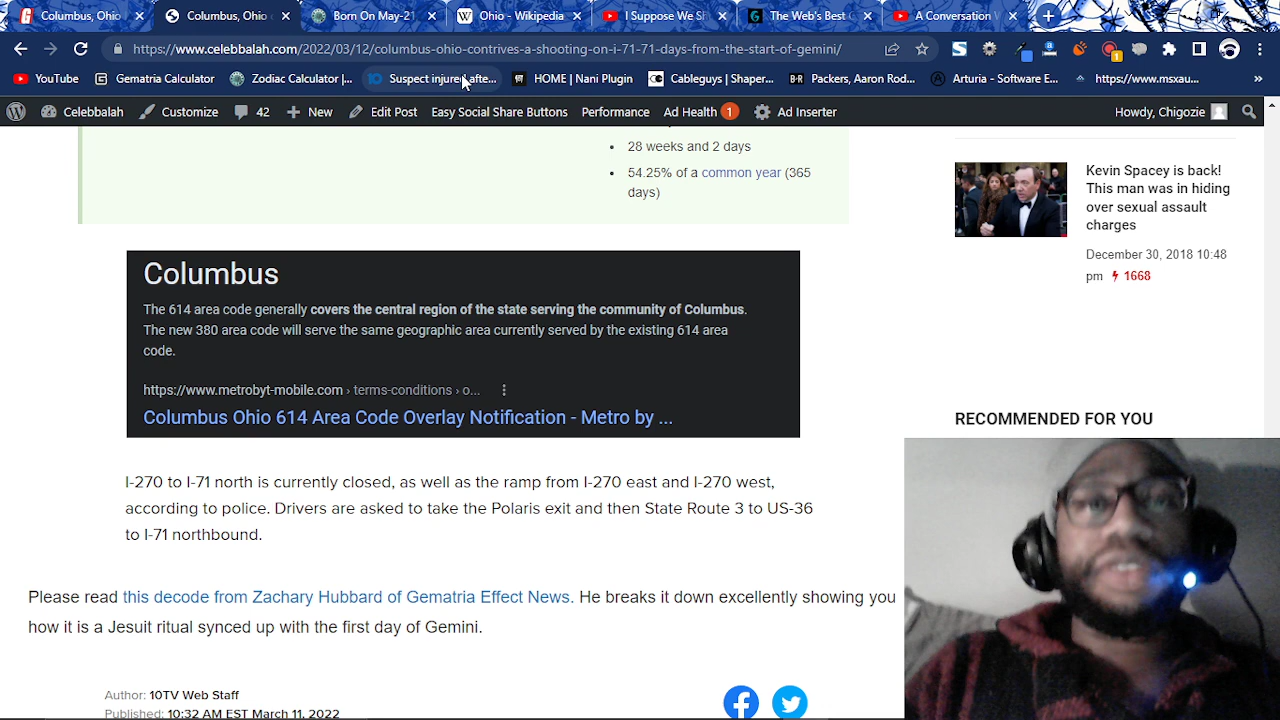 Columbus, Ohio
Columbus, Ohio
Born On May-21
Ohio - Wikipedia
I Suppose We Sh
The Web's Best
A Conversation
https://www.celebbalah.com/2022/03/12/columbus-ohio-contrives-a-shooting-on-i-71-71-days-from-the-start-of-gemini/
YouTube
Gematria Calculator
Zodiac Calculator |...
Suspect injured afte...
HOME | Nani Plugin
Cableguys | Shaper...
Packers, Aaron Rod...
Arturia - Software E...
https://www.msxau...
»
Celebbalah
Customize
42
New
Edit Post
Easy Social Share Buttons
Performance
Ad Health 1
Ad Inserter
Howdy, Chigozie
28 weeks and 2 days
54.25% of a common year (365
days)
Columbus
The 614 area code generally covers the central region of the state serving the community of Columbus.
The new 380 area code will serve the same geographic area currently served by the existing 614 area
code.
https://www.metrobyt-mobile.com › terms-conditions › o...
Columbus Ohio 614 Area Code Overlay Notification - Metro by ...
I-270 to I-71 north is currently closed, as well as the ramp from I-270 east and I-270 west,
according to police. Drivers are asked to take the Polaris exit and then State Route 3 to US-36
to I-71 northbound.
Please read this decode from Zachary Hubbard of Gematria Effect News. He breaks it down excellently showing you
how it is a Jesuit ritual synced up with the first day of Gemini.
Author: 10TV Web Staff
Published: 10:32 AM EST March 11, 2022
Kevin Spacey is back!
This man was in hiding
over sexual assault
charges
December 30, 2018 10:48
pm 1668
RECOMMENDED FOR YOU